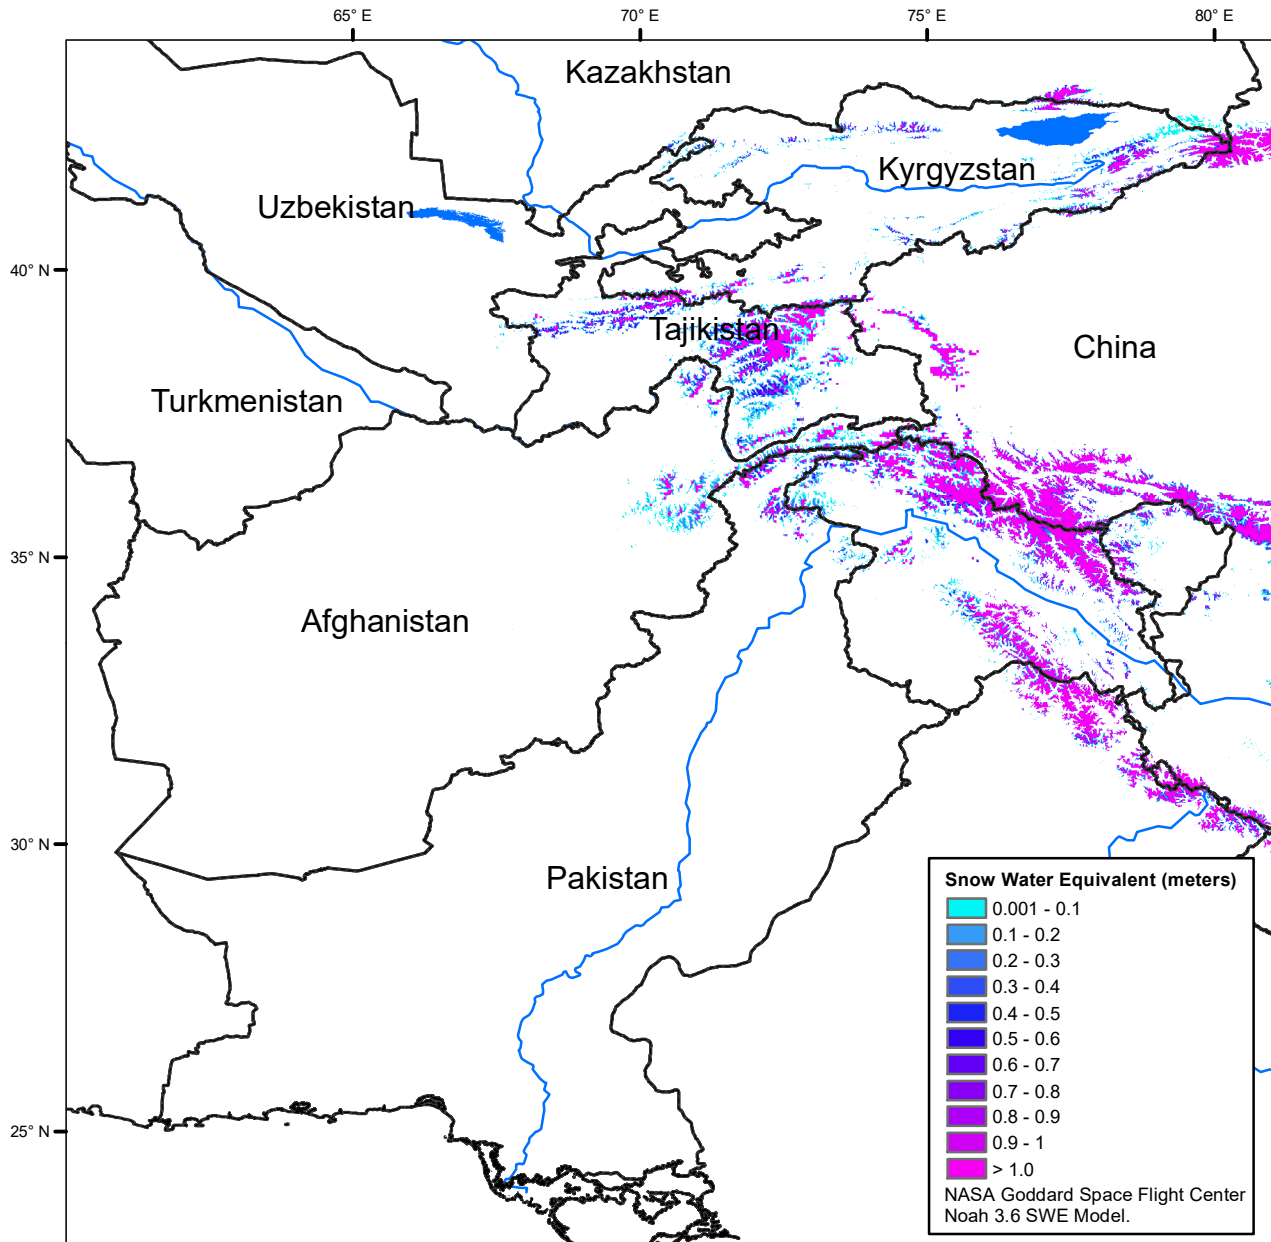 65° E
70° E
75° E
80° E
Kazakhstan
Kyrgyzstan
Uzbekistan
40° N
Tajikistan
China
Turkmenistan
35° N
Afghanistan
30° N
Pakistan
25° N
Snow Water Equivalent (meters)
0.001 - 0.1
0.1 - 0.2
0.2 - 0.3
0.3 - 0.4
0.4 - 0.5
0.5 - 0.6
0.6 - 0.7
0.7 - 0.8
0.8 - 0.9
0.9 - 1
> 1.0
NASA Goddard Space Flight Center
Noah 3.6 SWE Model.